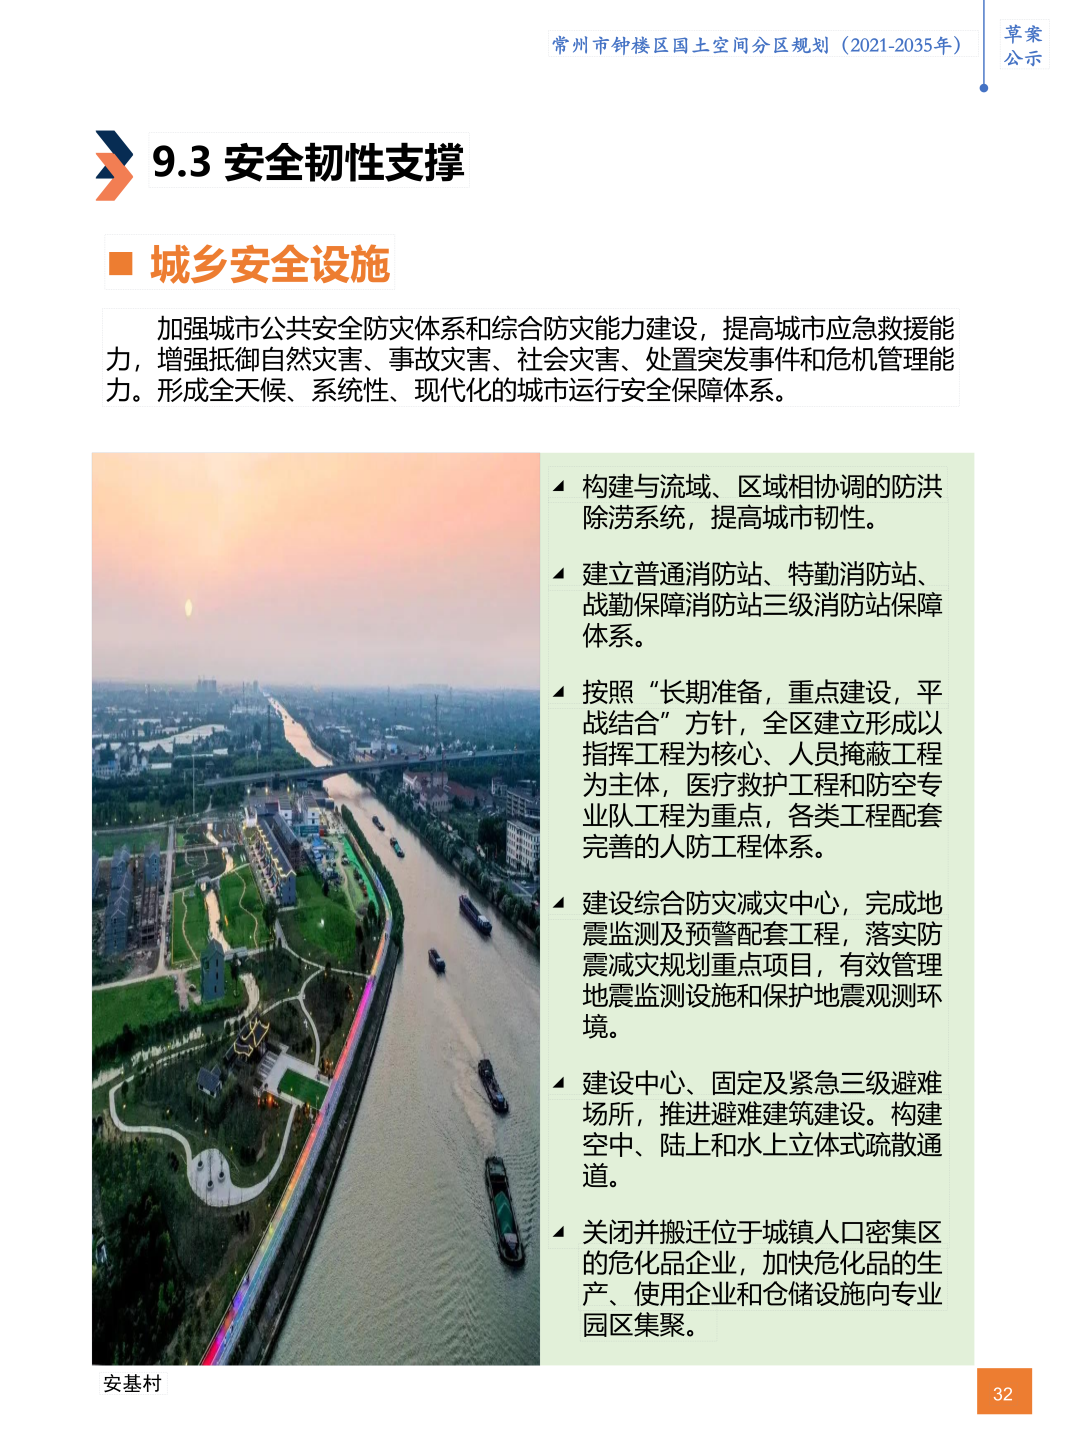 常州市钟楼区国土空间分区规划（2021-2035年）
草案
公示
9.3 安全韧性支撑
■ 城乡安全设施
加强城市公共安全防灾体系和综合防灾能力建设，提高城市应急救援能
力，增强抵御自然灾害、事故灾害、社会灾害、处置突发事件和危机管理能
力。形成全天候、系统性、现代化的城市运行安全保障体系。
构建与流域、区域相协调的防洪
除涝系统，提高城市韧性。
建立普通消防站、特勤消防站、
战勤保障消防站三级消防站保障
体系。
按照“长期准备，重点建设，平
战结合”方针，全区建立形成以
指挥工程为核心、人员掩蔽工程
为主体，医疗救护工程和防空专
业队工程为重点，各类工程配套
完善的人防工程体系。
建设综合防灾减灾中心，完成地
震监测及预警配套工程，落实防
震减灾规划重点项目，有效管理
地震监测设施和保护地震观测环
境。
建设中心、固定及紧急三级避难
场所，推进避难建筑建设。构建
空中、陆上和水上立体式疏散通
道。
关闭并搬迁位于城镇人口密集区
的危化品企业，加快危化品的生
产、使用企业和仓储设施向专业
园区集聚。
安基村
32